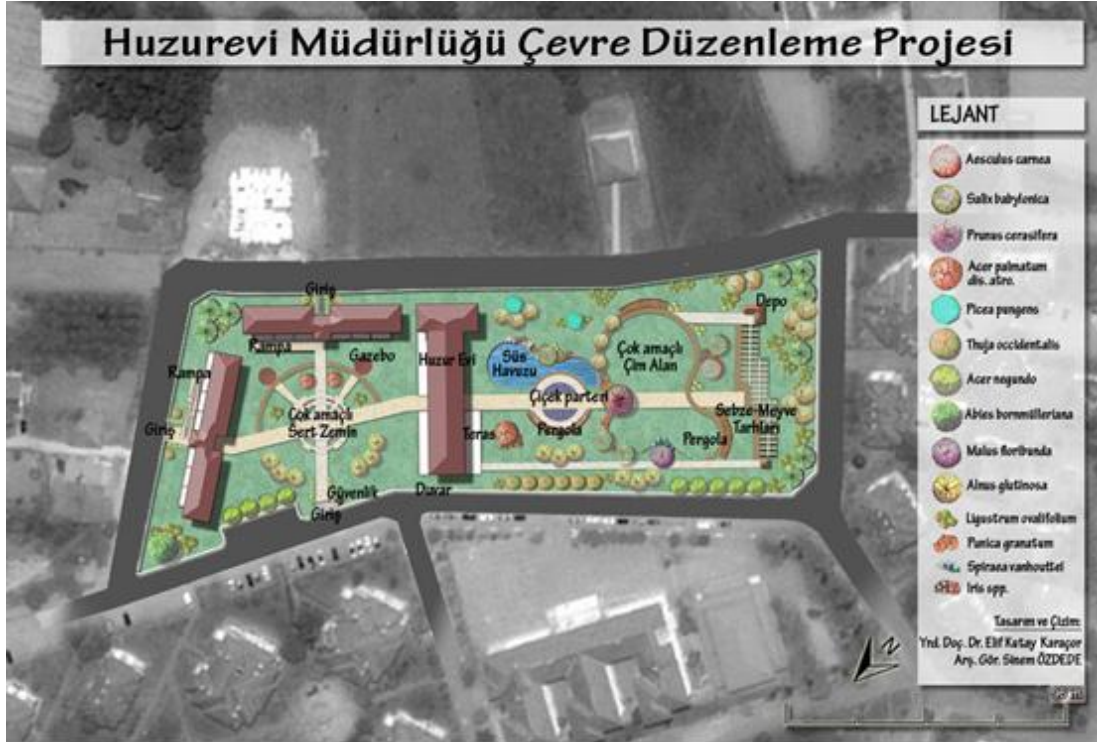 Huzurevi Müdürlüğü Çevre Düzenleme Projesi
LEJANT
Aesculus carnea
Salix babylonica
Prunus cerasifera
Acer palmatum
dis. atro.
Picea pungens
Thuja occidentalis
Acer negundo
Abies bornmülleriana
Malus floribunda
Alnus glutinosa
Ligustrum ovalifolium
Punica granatum
Spiraea vanhouttei
Iris spp.
Tasarım ve Çizim:
Yrd. Doç. Dr. Elif Kutay Karaçor
Arş. Gör. Sinem ÖZDEDE
N
Giriş
Rampa
Gazebo
Rampa
Giriş
Çok amaçlı
Sert Zemin
Güvenlik
Giriş
Huzur Evi
Duvar
Teras
Süs
Havuzu
Çiçek parteri
Pergola
Çok amaçlı
Çim Alan
Depo
Sebze-Meyve
Tarhları
Pergola